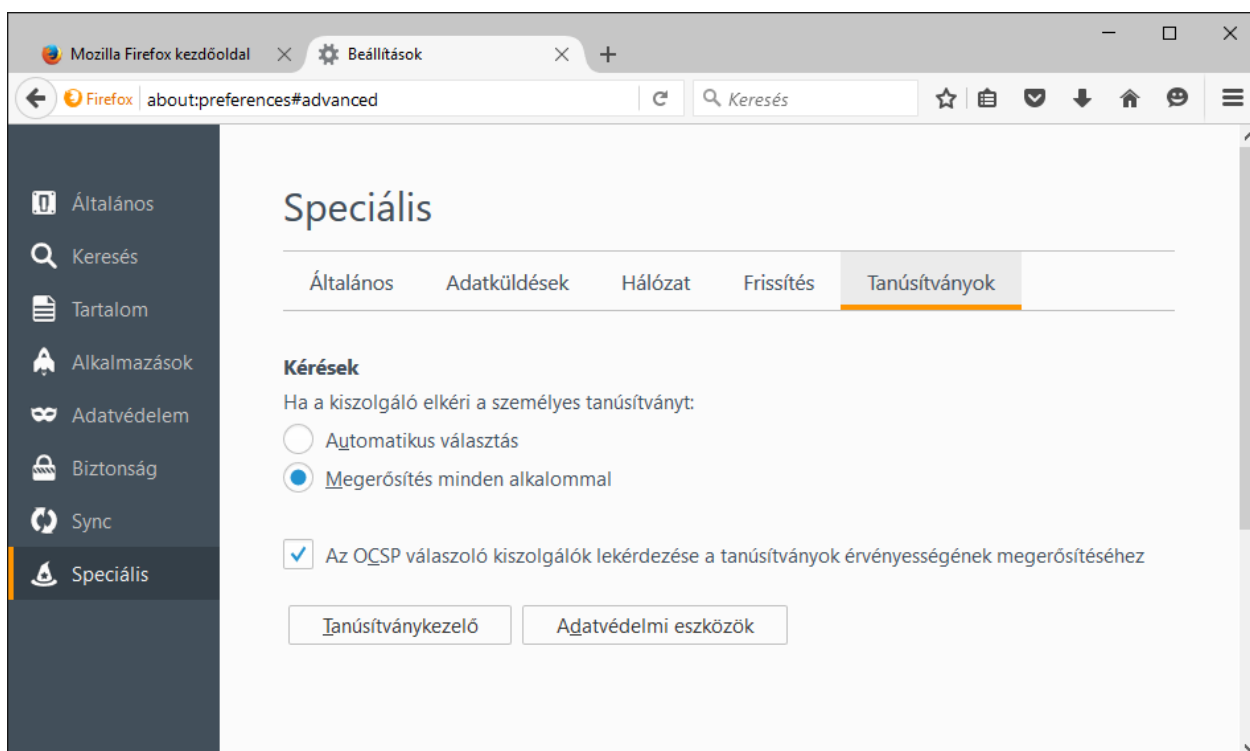 Mozilla Firefox kezdőoldal
Beállítások
Firefox about:preferences#advanced
Keresés
Általános
Keresés
Tartalom
Alkalmazások
Adatvédelem
Biztonság
Sync
Speciális
Speciális
Általános Adatküldések Hálózat Frissítés Tanúsítványok
Kérések
Ha a kiszolgáló elkéri a személyes tanúsítványt:
Automatikus választás
Megerősítés minden alkalommal
Az OCSP válaszoló kiszolgálók lekérdezése a tanúsítványok érvényességének megerősítéséhez
Tanúsítványkezelő Adatvédelmi eszközök